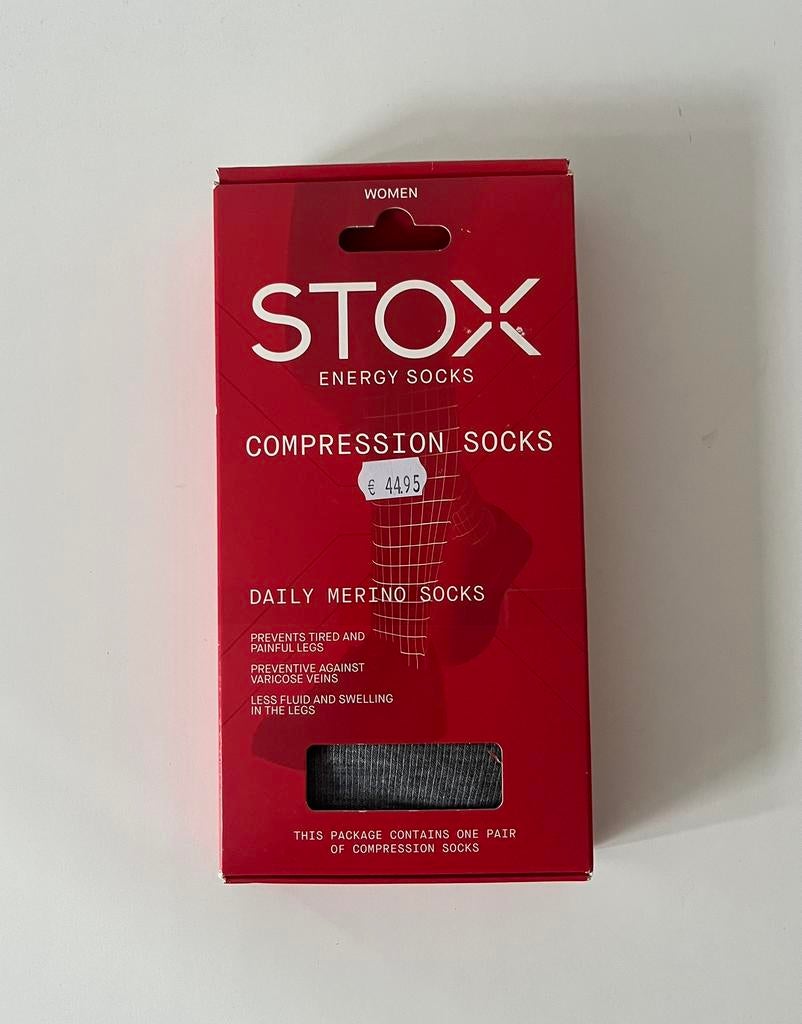 WOMEN
STOX
ENERGY SOCKS
COMPRESSION SOCKS
€ 44.95
DAILY MERINO SOCKS
PREVENTS TIRED AND
PAINFUL LEGS
PREVENTIVE AGAINST
VARICOSE VEINS
LESS FLUID AND SWELLING
IN THE LEGS
THIS PACKAGE CONTAINS ONE PAIR
OF COMPRESSION SOCKS